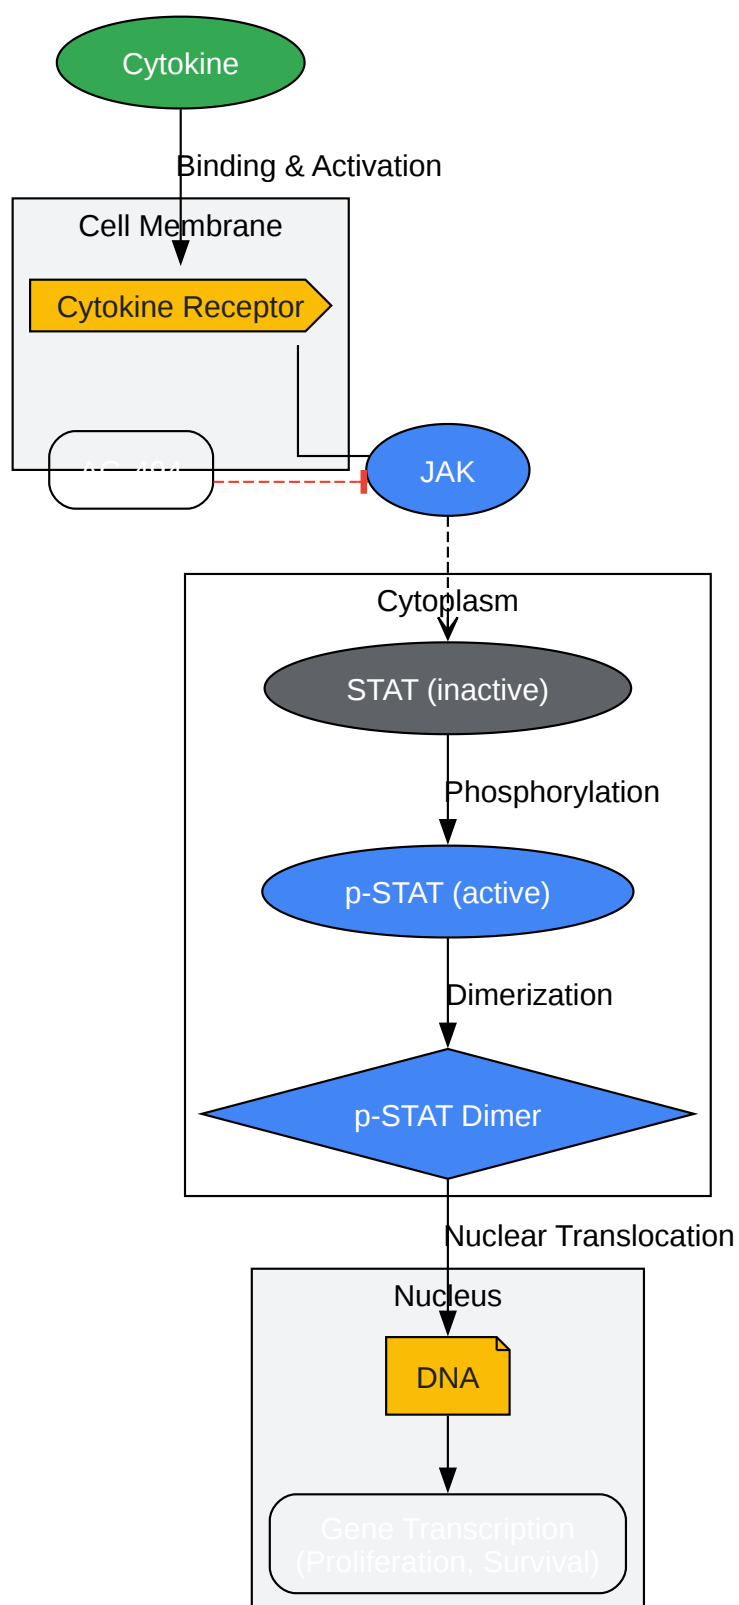 Cytokine
Binding & Activation
Cell Membrane
Cytokine Receptor
JAK
Cytoplasm
STAT (inactive)
Phosphorylation
p-STAT (active)
Dimerization
p-STAT Dimer
Nuclear Translocation
Nucleus
DNA
Gene Transcription
(Proliferation, Survival)